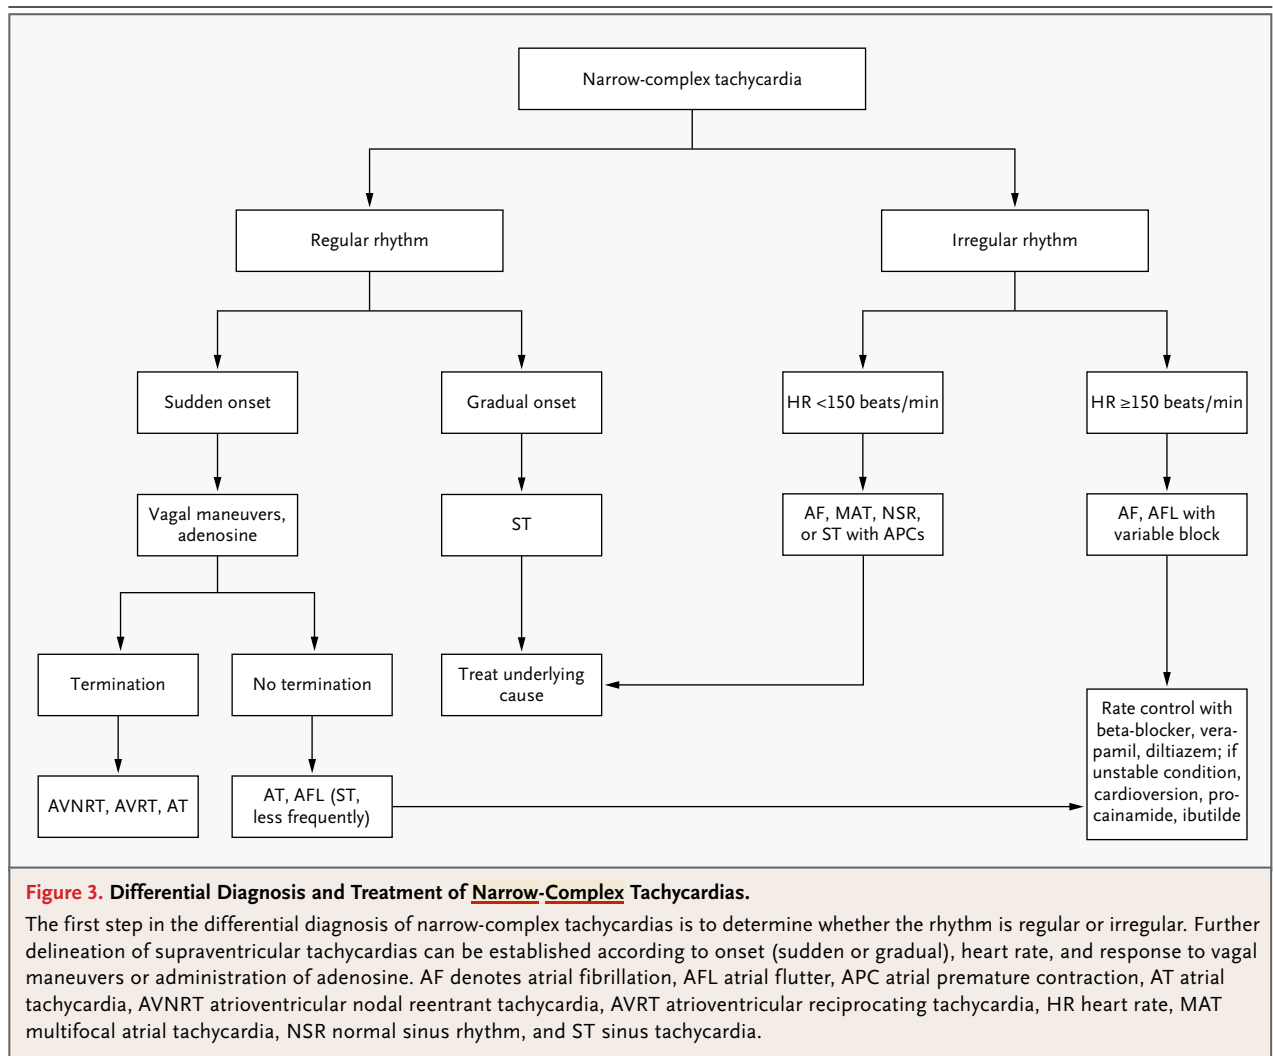 Narrow-complex tachycardia
Regular rhythm
Irregular rhythm
Sudden onset
Gradual onset
HR <150 beats/min
HR ≥150 beats/min
Vagal maneuvers,
adenosine
ST
AF, MAT, NSR,
or ST with APCs
AF, AFL with
variable block
Termination
No termination
Treat underlying
cause
Rate control with
beta-blocker, vera-
pamil, diltiazem; if
unstable condition,
cardioversion, pro-
cainamide, ibutilde
AVNRT, AVRT, AT
AT, AFL (ST,
less frequently)
Figure 3. Differential Diagnosis and Treatment of Narrow-Complex Tachycardias.
The first step in the differential diagnosis of narrow-complex tachycardias is to determine whether the rhythm is regular or irregular. Further
delineation of supraventricular tachycardias can be established according to onset (sudden or gradual), heart rate, and response to vagal
maneuvers or administration of adenosine. AF denotes atrial fibrillation, AFL atrial flutter, APC atrial premature contraction, AT atrial
tachycardia, AVNRT atrioventricular nodal reentrant tachycardia, AVRT atrioventricular reciprocating tachycardia, HR heart rate, MAT
multifocal atrial tachycardia, NSR normal sinus rhythm, and ST sinus tachycardia.